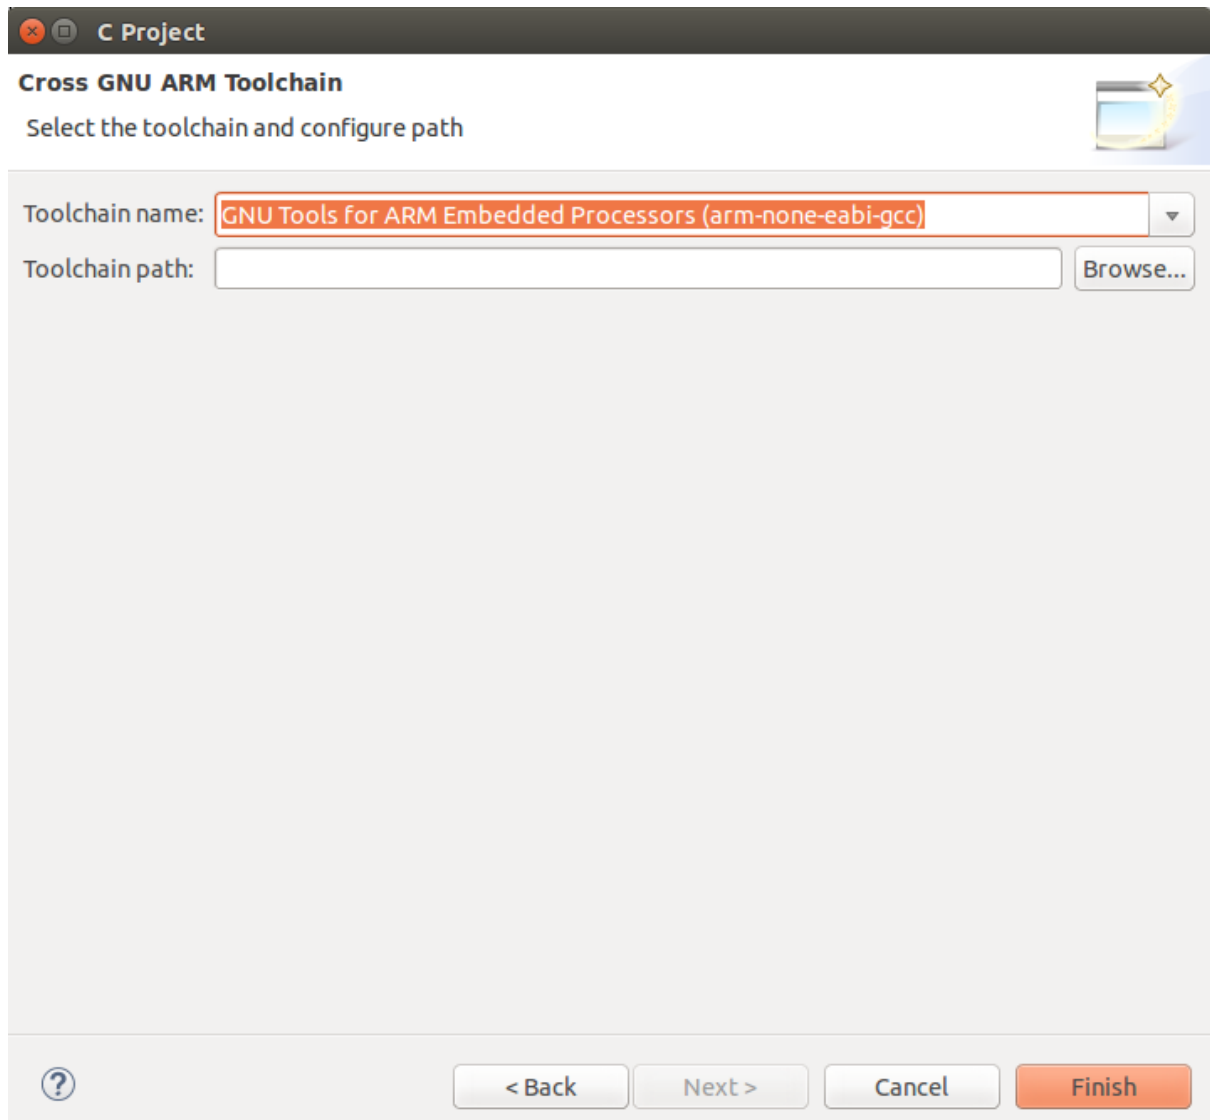 C Project
Cross GNU ARM Toolchain
Select the toolchain and configure path
Toolchain name: GNU Tools for ARM Embedded Processors (arm-none-eabi-gcc)
Toolchain path: Browse...
? < Back Next > Cancel Finish